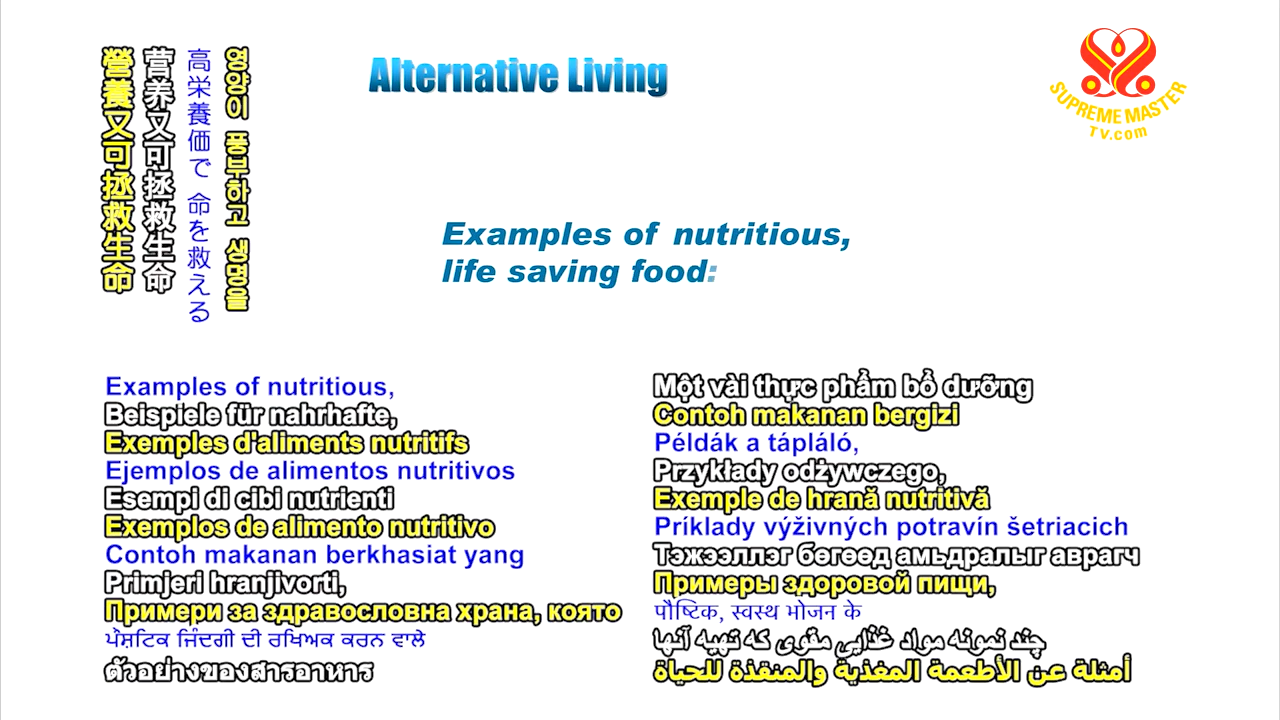 營養又可拯救生命
营养又可拯救生命
高栄養価で 命を救える
영양이 풍부하고 생명을
Alternative Living
SUPREME MASTER
TV.com
Examples of nutritious,
life saving food:
Examples of nutritious,
Beispiele für nahrhafte,
Exemples d'aliments nutritifs
Ejemplos de alimentos nutritivos
Esempi di cibi nutrienti
Exemplos de alimento nutritivo
Contoh makanan berkhasiat yang
Primjeri hranjivorti,
Примери за здравословна храна, която
ਪੌਸ਼ਟਿਕ ਜਿੰਦਗੀ ਦੀ ਰਖਿਅਕ ਕਰਨ ਵਾਲੇ
ตัวอย่างของสารอาหาร
Một vài thực phẩm bổ dưỡng
Contoh makanan bergizi
Példák a tápláló,
Przykłady odżywczego,
Exemple de hrană nutritivă
Príklady výživných potravín šetriacich
Тэжээллэг бөгөөд амьдралыг аврагч
Примеры здоровой пищи,
पौष्टिक, स्वस्थ भोजन के
چند نمونه مواد غذایی مقوی که تهیه آنها
أمثلة عن الأطعمة المغذية والمنقذة للحياة